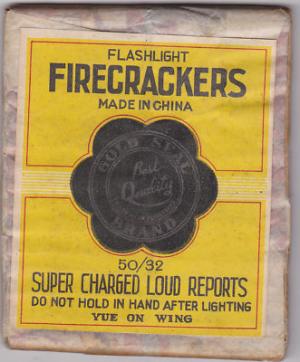 FLASHLIGHT
FIRECRACKERS
MADE IN CHINA
GOLD SEAL
Best
Quality
BRAND
50/32
SUPER CHARGED LOUD REPORTS
DO NOT HOLD IN HAND AFTER LIGHTING
YUE ON WING